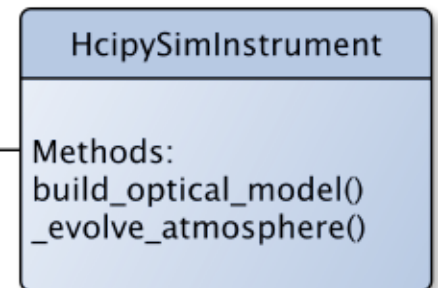 HcipySimInstrument
Methods:
build_optical_model()
_evolve_atmosphere()